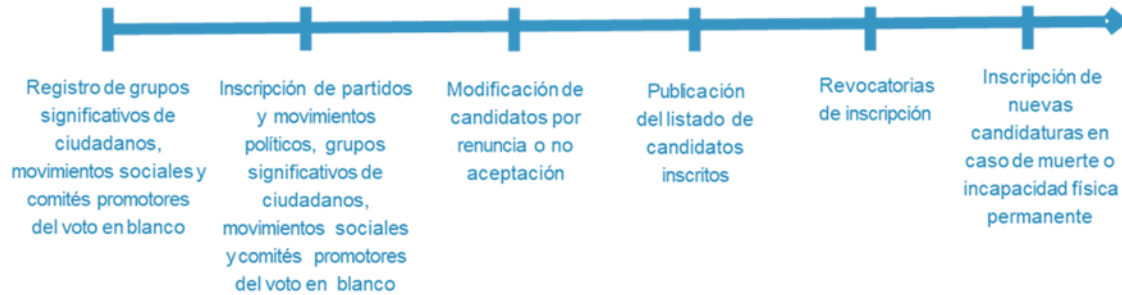 Registro de grupos
significativos de
ciudadanos,
movimientos sociales y
comités promotores
del voto en blanco
Inscripción de partidos
y movimientos
políticos, grupos
significativos de
ciudadanos,
movimientos sociales
y comités promotores
del voto en blanco
Modificación de
candidatos por
renuncia o no
aceptación
Publicación
del listado de
candidatos
inscritos
Revocatorias
de inscripción
Inscripción de
nuevas
candidaturas en
caso de muerte o
incapacidad física
permanente